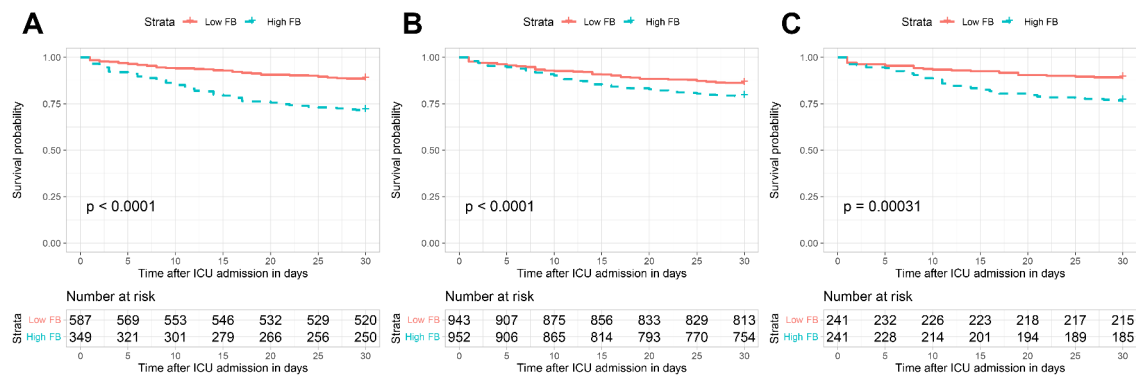 A
Strata Low FB High FB
Survival probability
1.00
0.75
0.50
0.25
0.00
p < 0.0001
0 5 10 15 20 25 30
Time after ICU admission in days
Number at risk
Strata
Low FB 587 569 553 546 532 529 520
High FB 349 321 301 279 266 256 250
0 5 10 15 20 25 30
Time after ICU admission in days
B
Strata Low FB High FB
Survival probability
1.00
0.75
0.50
0.25
0.00
p < 0.0001
0 5 10 15 20 25 30
Time after ICU admission in days
Number at risk
Strata
Low FB 943 907 875 856 833 829 813
High FB 952 906 865 814 793 770 754
0 5 10 15 20 25 30
Time after ICU admission in days
C
Strata Low FB High FB
Survival probability
1.00
0.75
0.50
0.25
0.00
p = 0.00031
0 5 10 15 20 25 30
Time after ICU admission in days
Number at risk
Strata
Low FB 241 232 226 223 218 217 215
High FB 241 228 214 201 194 189 185
0 5 10 15 20 25 30
Time after ICU admission in days